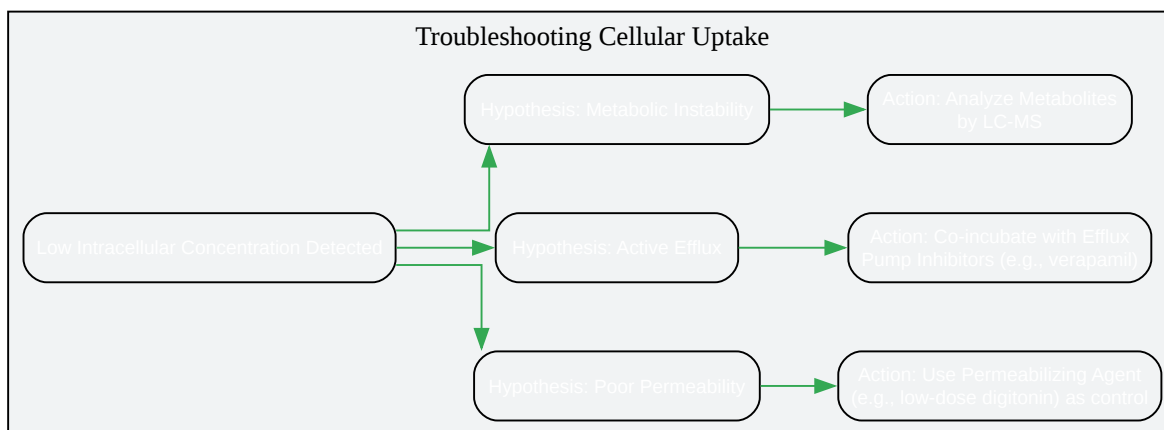 Troubleshooting Cellular Uptake
Hypothesis: Metabolic Instability
Action: Analyze Metabolites
by LC-MS
Low Intracellular Concentration Detected
Hypothesis: Active Efflux
Action: Co-incubate with Efflux
Pump Inhibitors (e.g., verapamil)
Hypothesis: Poor Permeability
Action: Use Permeabilizing Agent
(e.g., low-dose digitonin) as control